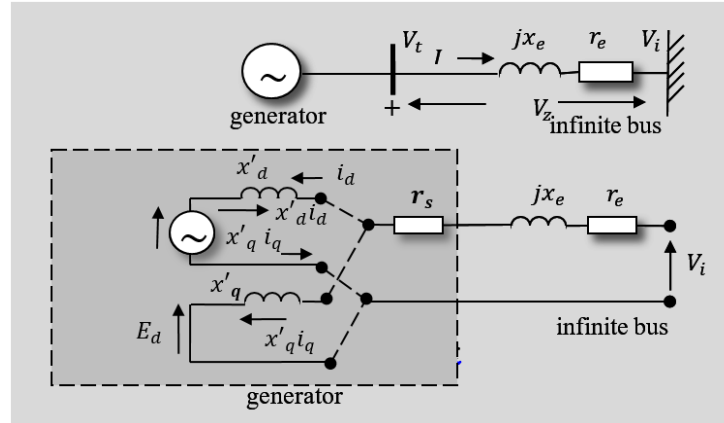 V_t I jx_e r_e V_i
+ V_z
generator infinite bus
x'_d i_d
x'_d i_d r_s jx_e r_e
x'_q i_q
V_i
x'_q
E_d x'_q i_q infinite bus
generator